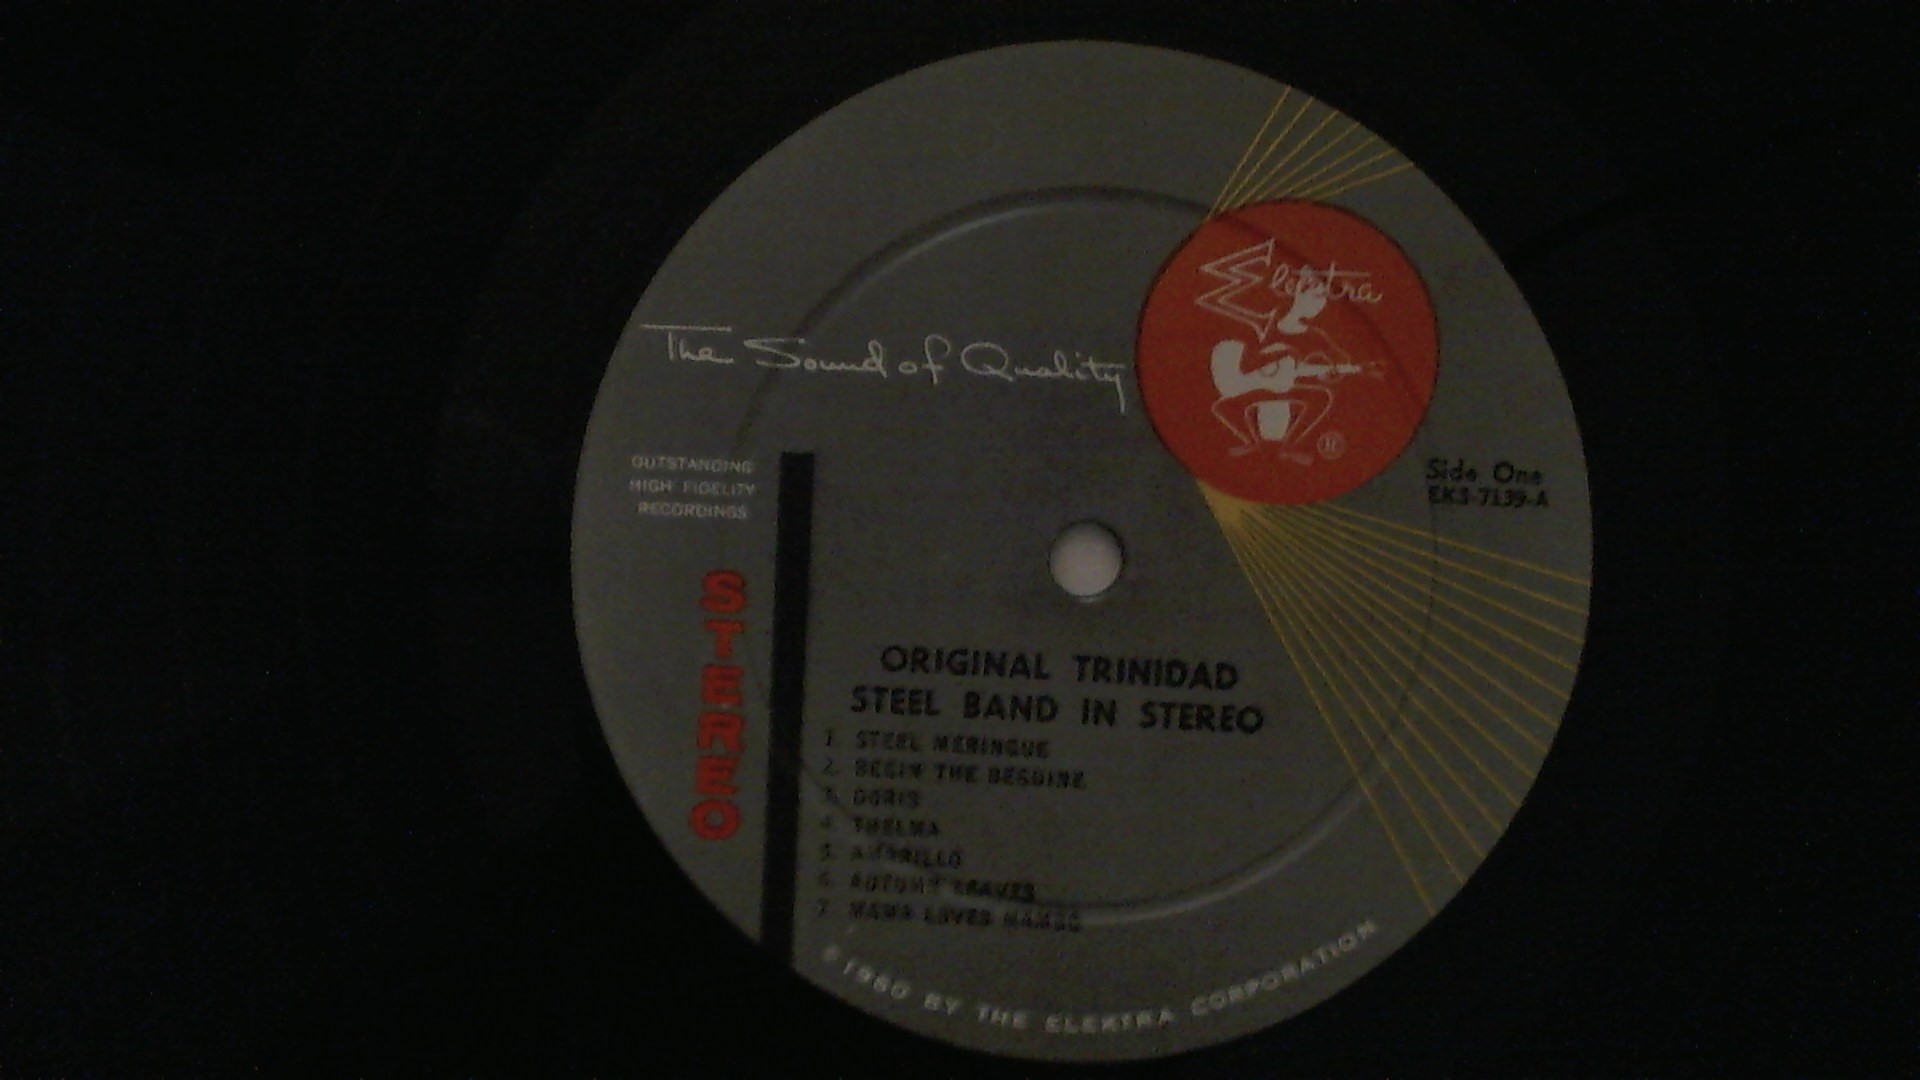 Elektra
®
The Sound of Quality
OUTSTANDING
HIGH FIDELITY
RECORDINGS
STEREO
Side One
EKS-7139-A
ORIGINAL TRINIDAD
STEEL BAND IN STEREO
1. STEEL MERINGUE
2. BEGIN THE BEGUINE
3. DORIS
4. THELMA
5.
6. AUTUMN LEAVES
7. MAMA LOVES MAMBO
1960 BY THE ELEKTRA CORPORATION